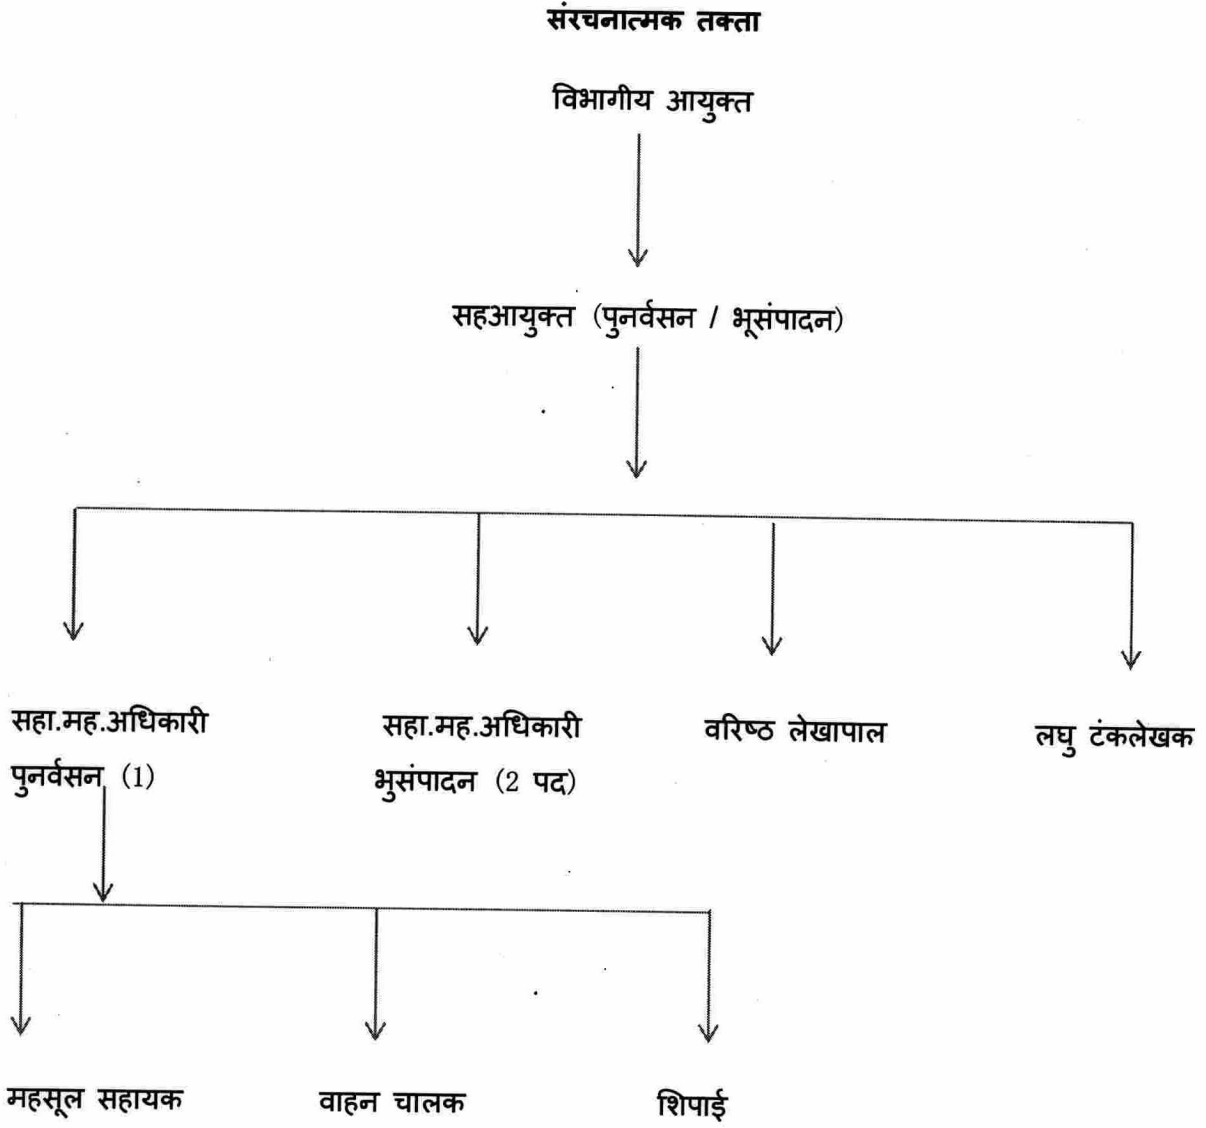 संरचनात्मक तक्ता
विभागीय आयुक्त
सहआयुक्त (पुनर्वसन / भूसंपादन)
सहा.मह.अधिकारी
पुनर्वसन (1)
सहा.मह.अधिकारी
भुसंपादन (2 पद)
वरिष्ठ लेखापाल
लघु टंकलेखक
महसूल सहायक
वाहन चालक
शिपाई